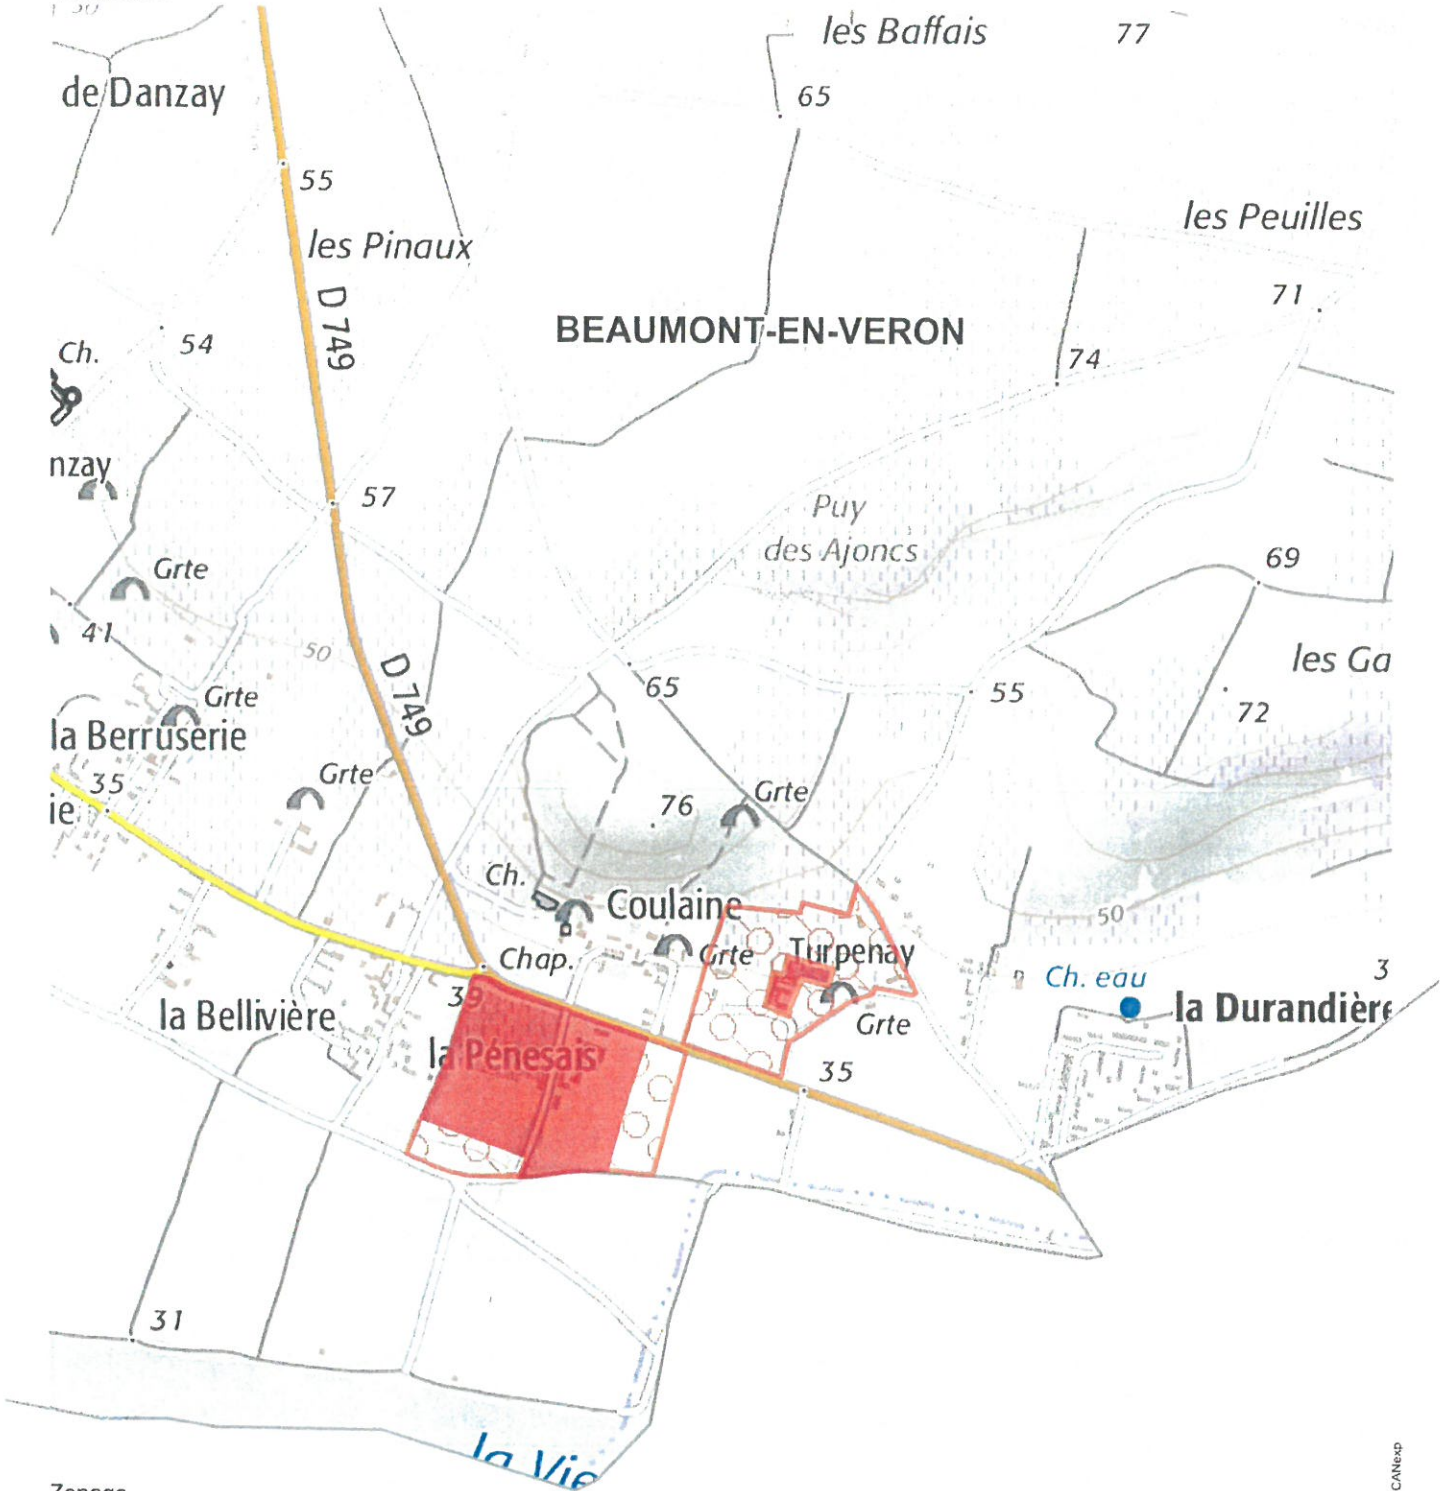 les Baffais
77
de Danzay
65
55
les Peuilles
les Pinaux
71
D 749
BEAUMONT-EN-VERON
54
Ch.
74
nzay
57
Puy
des Ajoncs
69
Grte
41
50
les Ga
D 749
65
55
Grte
72
la Berruserie
Grte
35
Grte
ie
76
Ch.
Coulaine
50
Turpenay
Chap.
Grte
3
Ch. eau
39
la Durandière
la Bellivière
Grte
la Pénesais
35
31
la Vie
CANexp